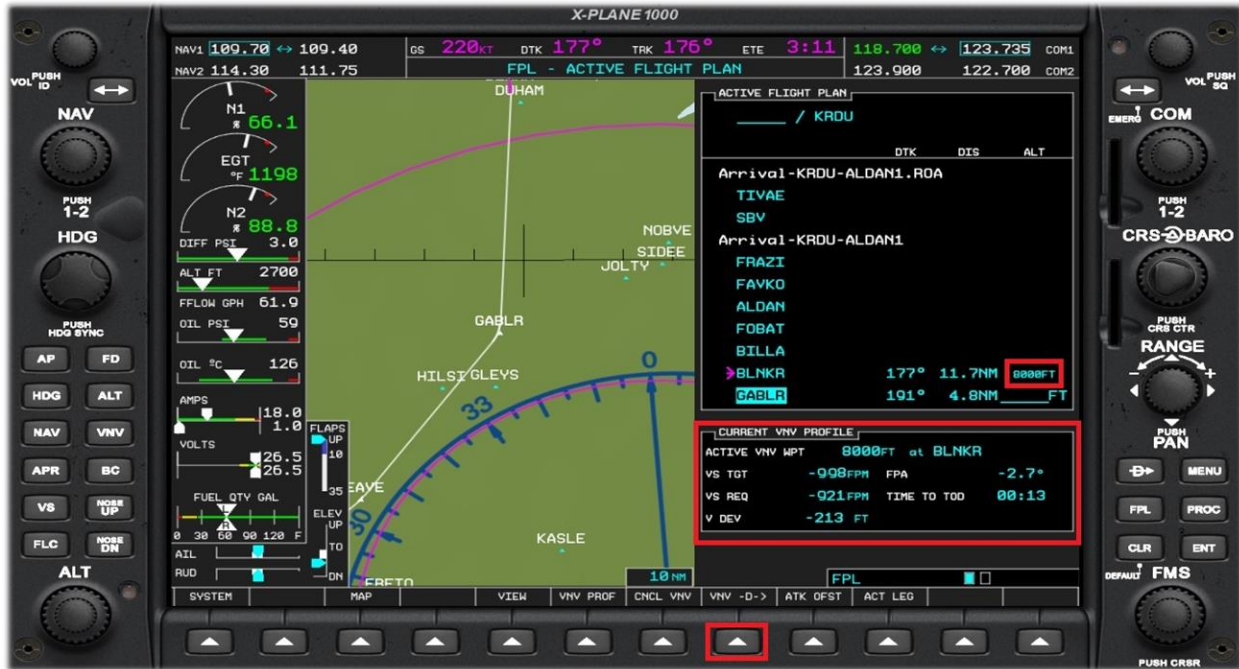 X-PLANE 1000
NAV1 109.70 ↔ 109.40
NAV2 114.30 111.75
GS 220KT DTK 177° TRK 176° ETE 3:11
FPL - ACTIVE FLIGHT PLAN
118.700 ↔ 123.735 COM1
123.900 122.700 COM2
VOL PUSH ID
NAV
PUSH 1-2
HDG
PUSH HDG SYNC
AP FD
HDG ALT
NAV VNV
APR BC
VS NOSE UP
FLC NOSE DN
ALT
N1 % 66.1
EGT °F 1198
N2 % 88.8
DIFF PSI 3.0
ALT FT 2700
FFLOW GPH 61.9
OIL PSI 59
OIL ºC 126
AMPS 18.0
1.0
VOLTS 26.5
26.5
FUEL QTY GAL
L
R
0 30 60 90 120 F
AIL
RUD
FLAPS
UP
10
35
ELEV
UP
TO
DN
DUHAM
NOBVE
SIDEE
JOLTY
GABLR
HILSI GLEYS
0
33
30
EAVE
KASLE
ERETO
10 NM
ACTIVE FLIGHT PLAN
_____ / KRDU
DTK DIS ALT
Arrival-KRDU-ALDAN1.ROA
TIVAE
SBV
Arrival-KRDU-ALDAN1
FRAZI
FAVKO
ALDAN
FOBAT
BILLA
BLNKR 177° 11.7NM 8000FT
GABLR 191° 4.8NM _____FT
CURRENT VNV PROFILE
ACTIVE VNV WPT 8000FT at BLNKR
VS TGT -998FPM FPA -2.7°
VS REQ -921FPM TIME TO TOD 00:13
V DEV -213 FT
FPL
SYSTEM MAP VIEW VNV PROF CNCL VNV VNV -D-> ATK OFST ACT LEG
VOL PUSH SQ
EMERG COM
PUSH 1-2
CRS BARO
PUSH CRS CTR
RANGE
- +
PUSH PAN
D MENU
FPL PROC
CLR ENT
DEFAULT FMS
PUSH CRSR